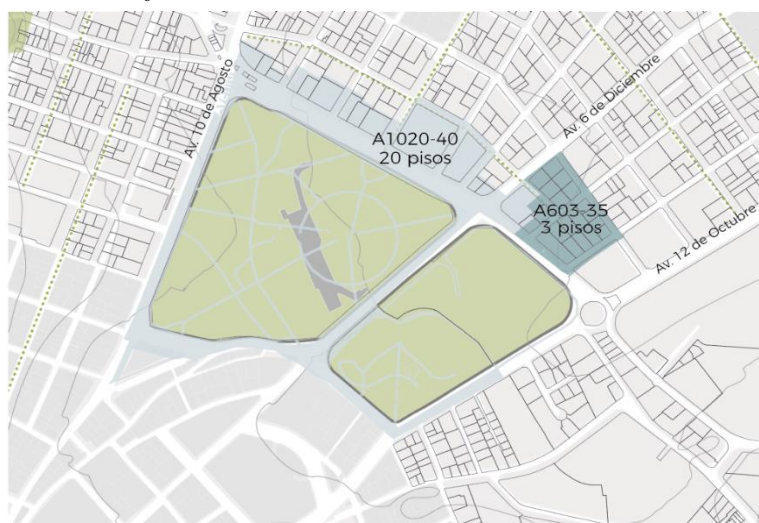 Av. 10 de Agosto
A1020-40
20 pisos
Av. 6 de Diciembre
A603-35
3 pisos
Av. 12 de Octubre